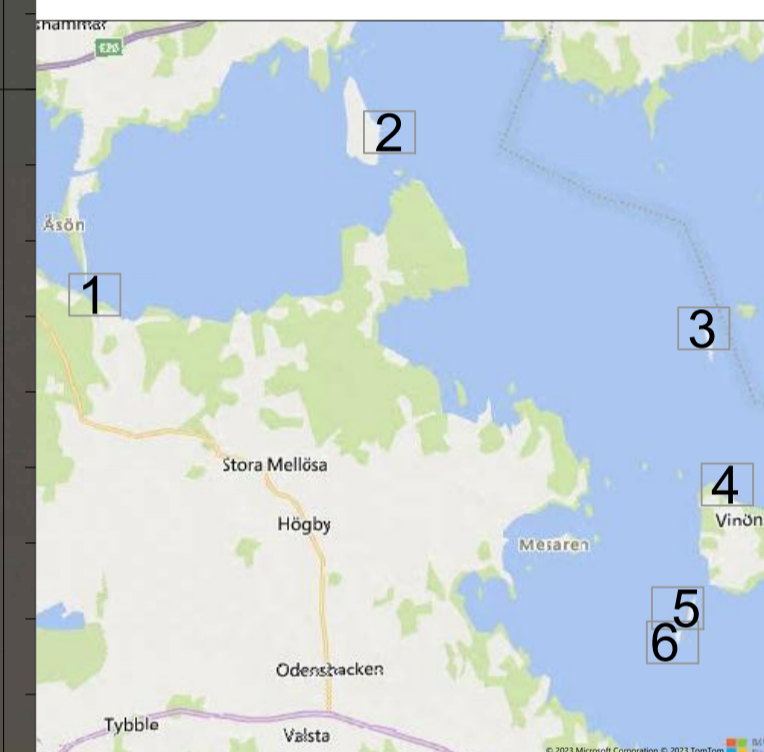 E20
2
Åsön
1
3
Stora Mellösa
4
Vinön
Högby
Mesaren
5
6
Odensbacken
Tybble
Valsta
© 2023 Microsoft Corporation © 2023 TomTom